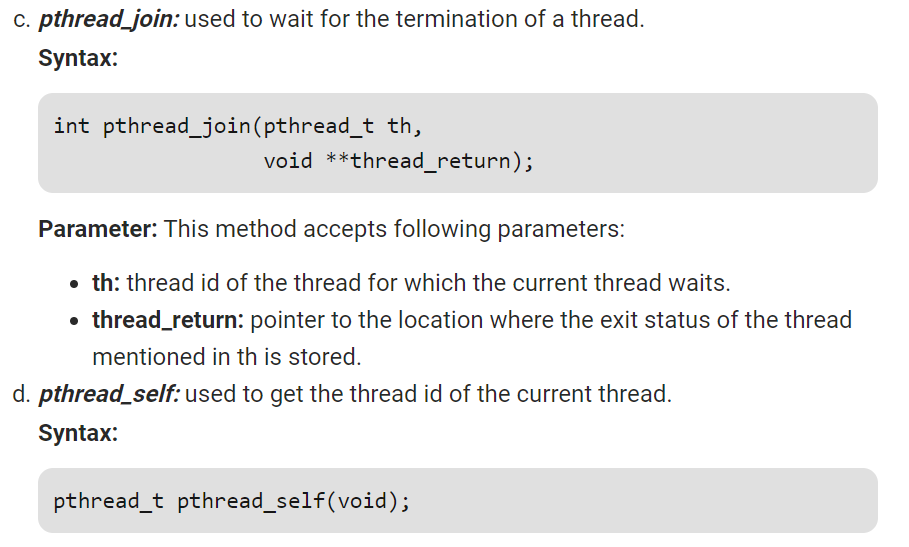 c. pthread_join: used to wait for the termination of a thread.
Syntax:
int pthread_join(pthread_t th,
void **thread_return);
Parameter: This method accepts following parameters:
• th: thread id of the thread for which the current thread waits.
• thread_return: pointer to the location where the exit status of the thread
mentioned in th is stored.
d. pthread_self: used to get the thread id of the current thread.
Syntax:
pthread_t pthread_self(void);